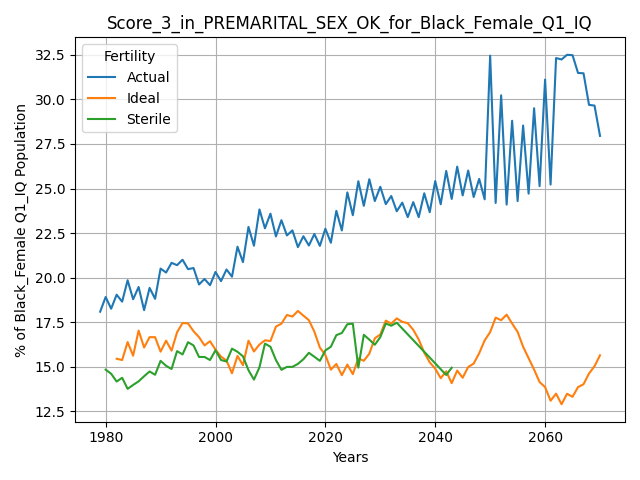 Score_3_in_PREMARITAL_SEX_OK_for_Black_Female_Q1_IQ
Fertility
Actual
Ideal
Sterile
% of Black_Female Q1_IQ Population
32.5
30.0
27.5
25.0
22.5
20.0
17.5
15.0
12.5
1980
2000
2020
2040
2060
Years